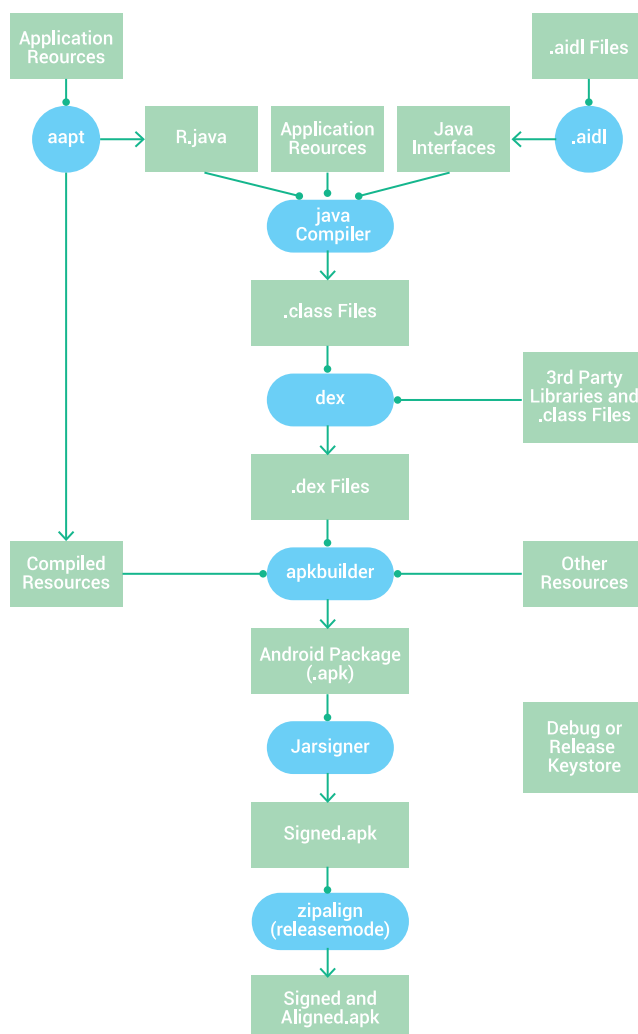 Application
Reources
.aidl Files
aapt
R.java
Application
Reources
Java
Interfaces
.aidl
java
Compiler
.class Files
dex
3rd Party
Libraries and
.class Files
.dex Files
Compiled
Resources
apkbuilder
Other
Resources
Android Package
(.apk)
Jarsigner
Debug or
Release
Keystore
Signed.apk
zipalign
(releasemode)
Signed and
Aligned.apk